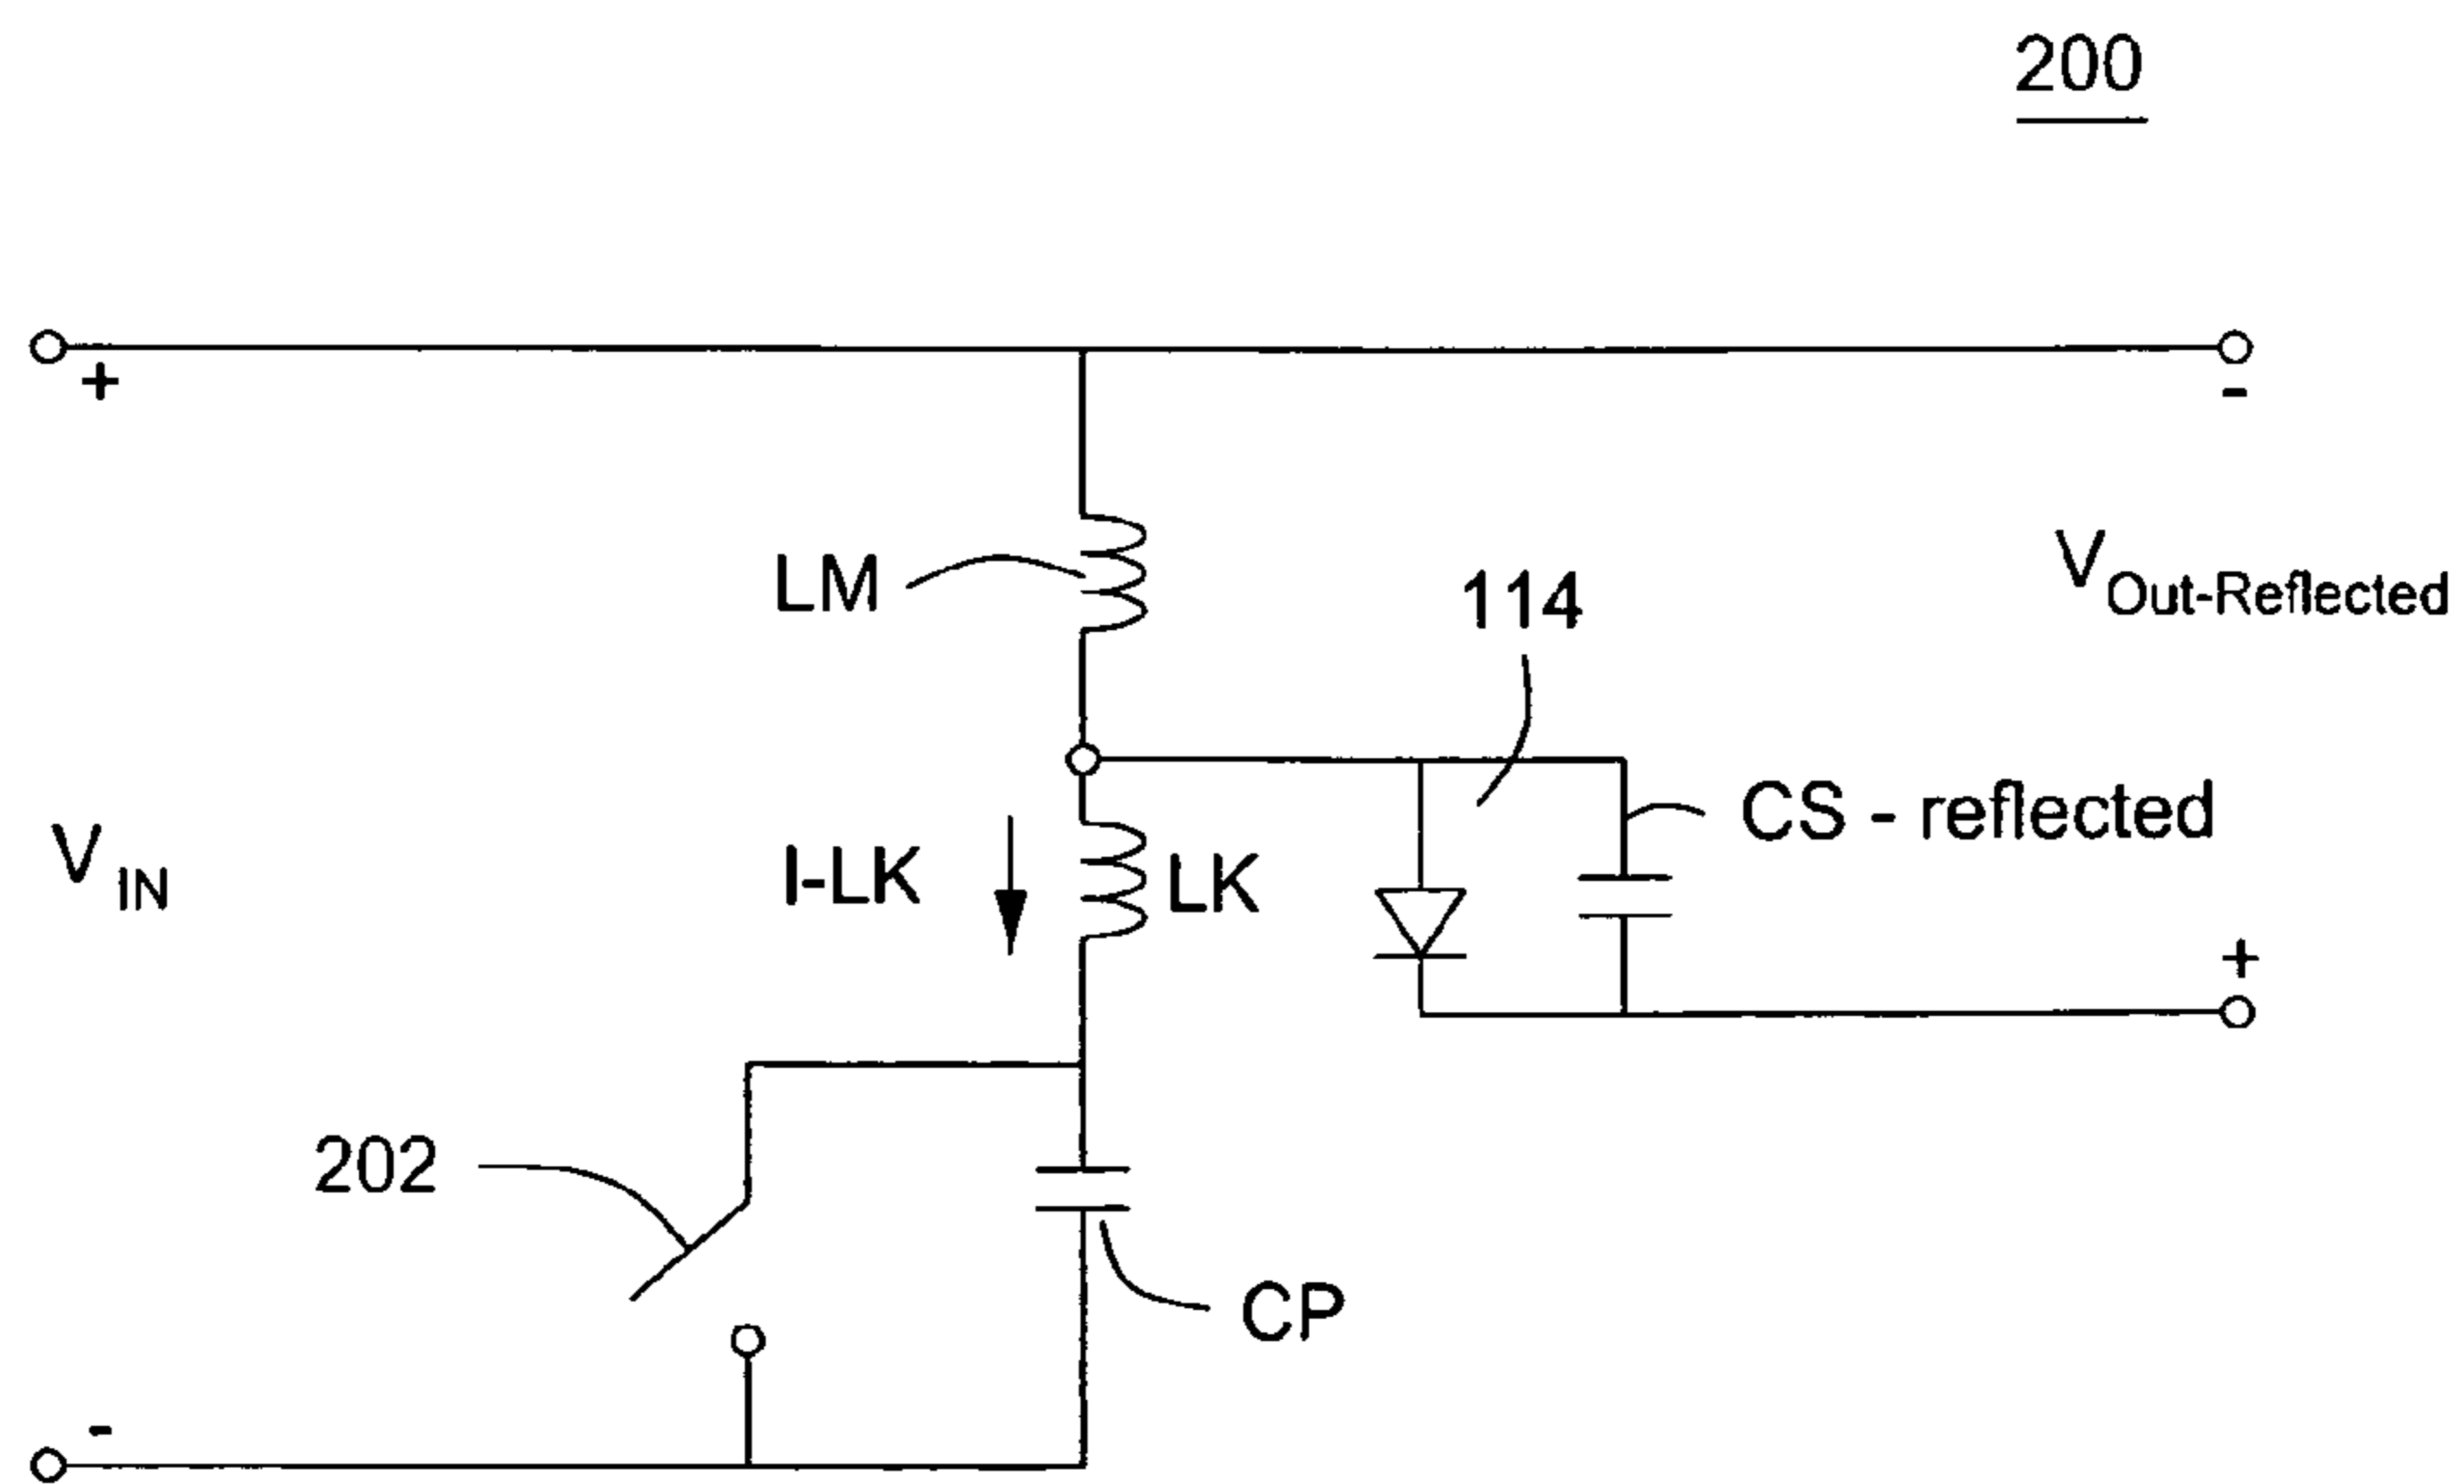 200
+
-
LM
114
V Out-Reflected
CS - reflected
V IN
I-LK
LK
+
202
CP
-